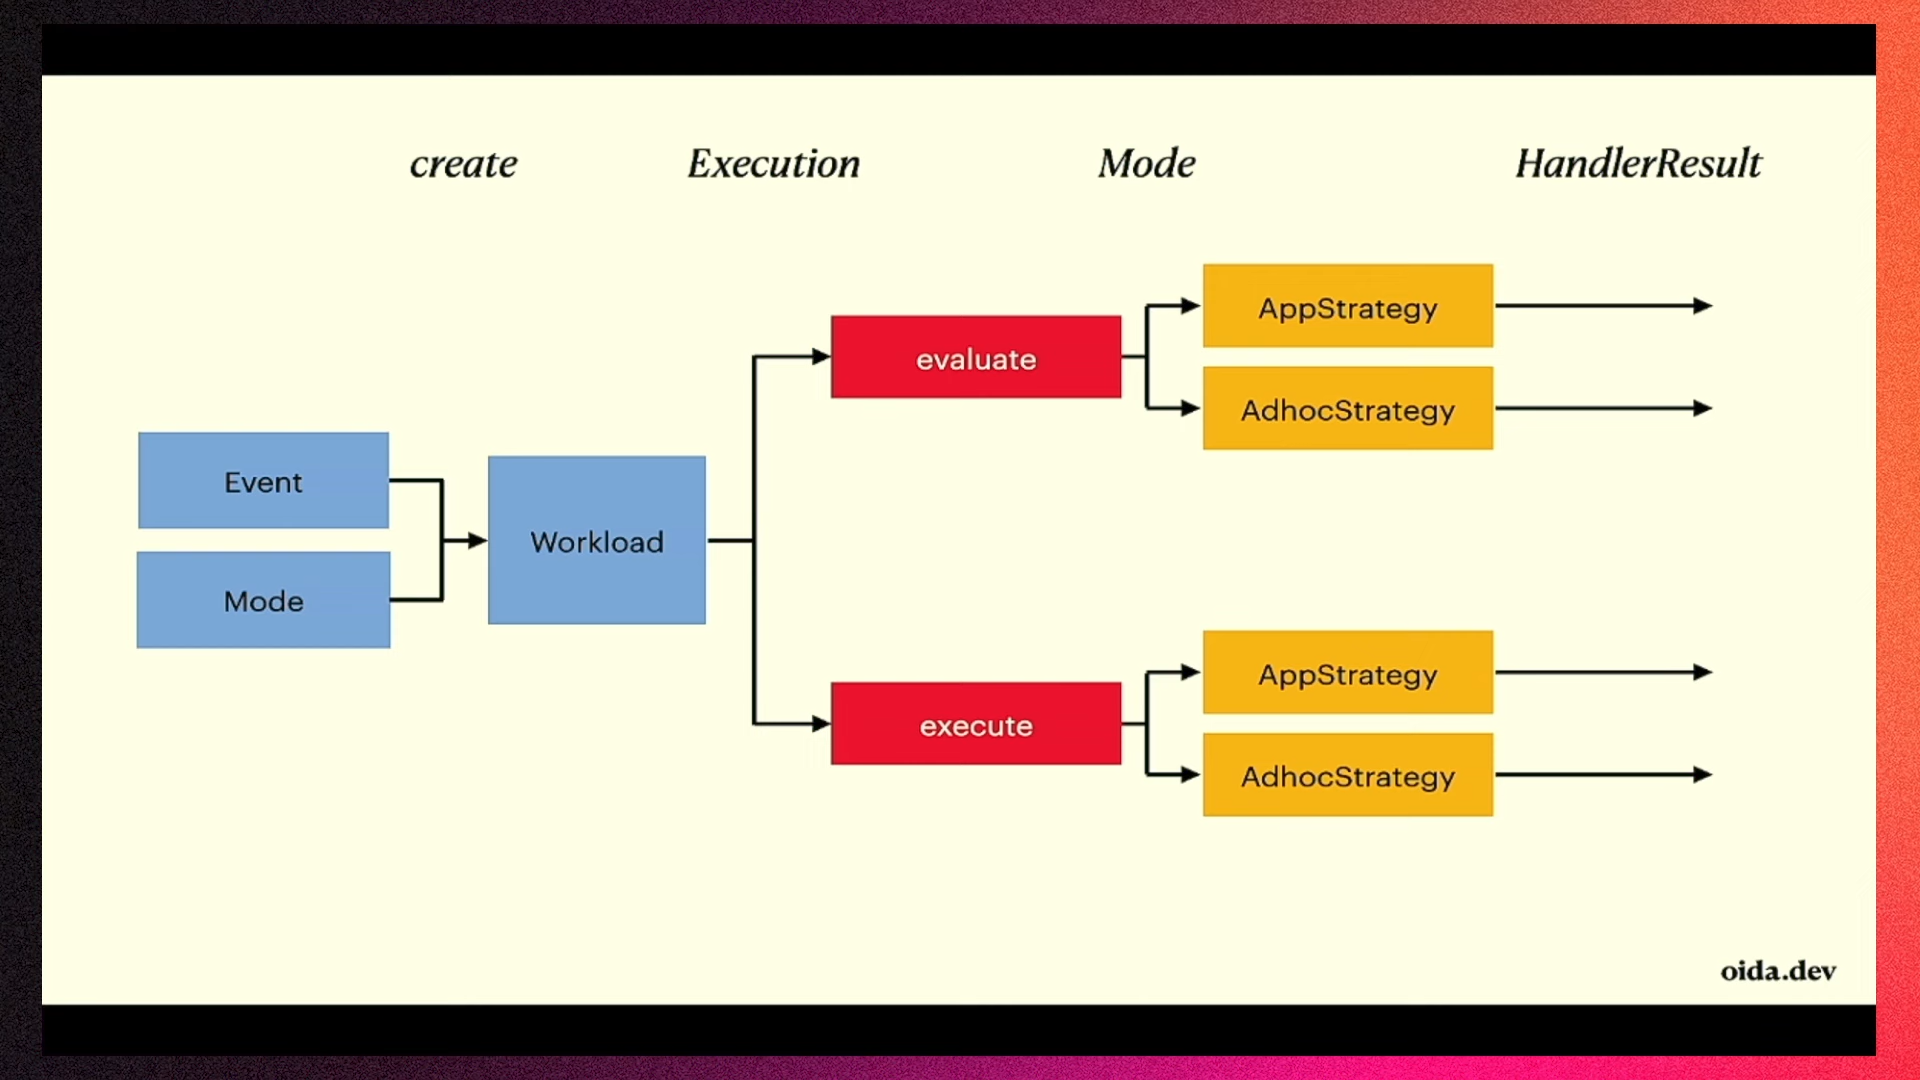 create
Execution
Mode
HandlerResult
Event
Mode
Workload
evaluate
execute
AppStrategy
AdhocStrategy
AppStrategy
AdhocStrategy
oida.dev